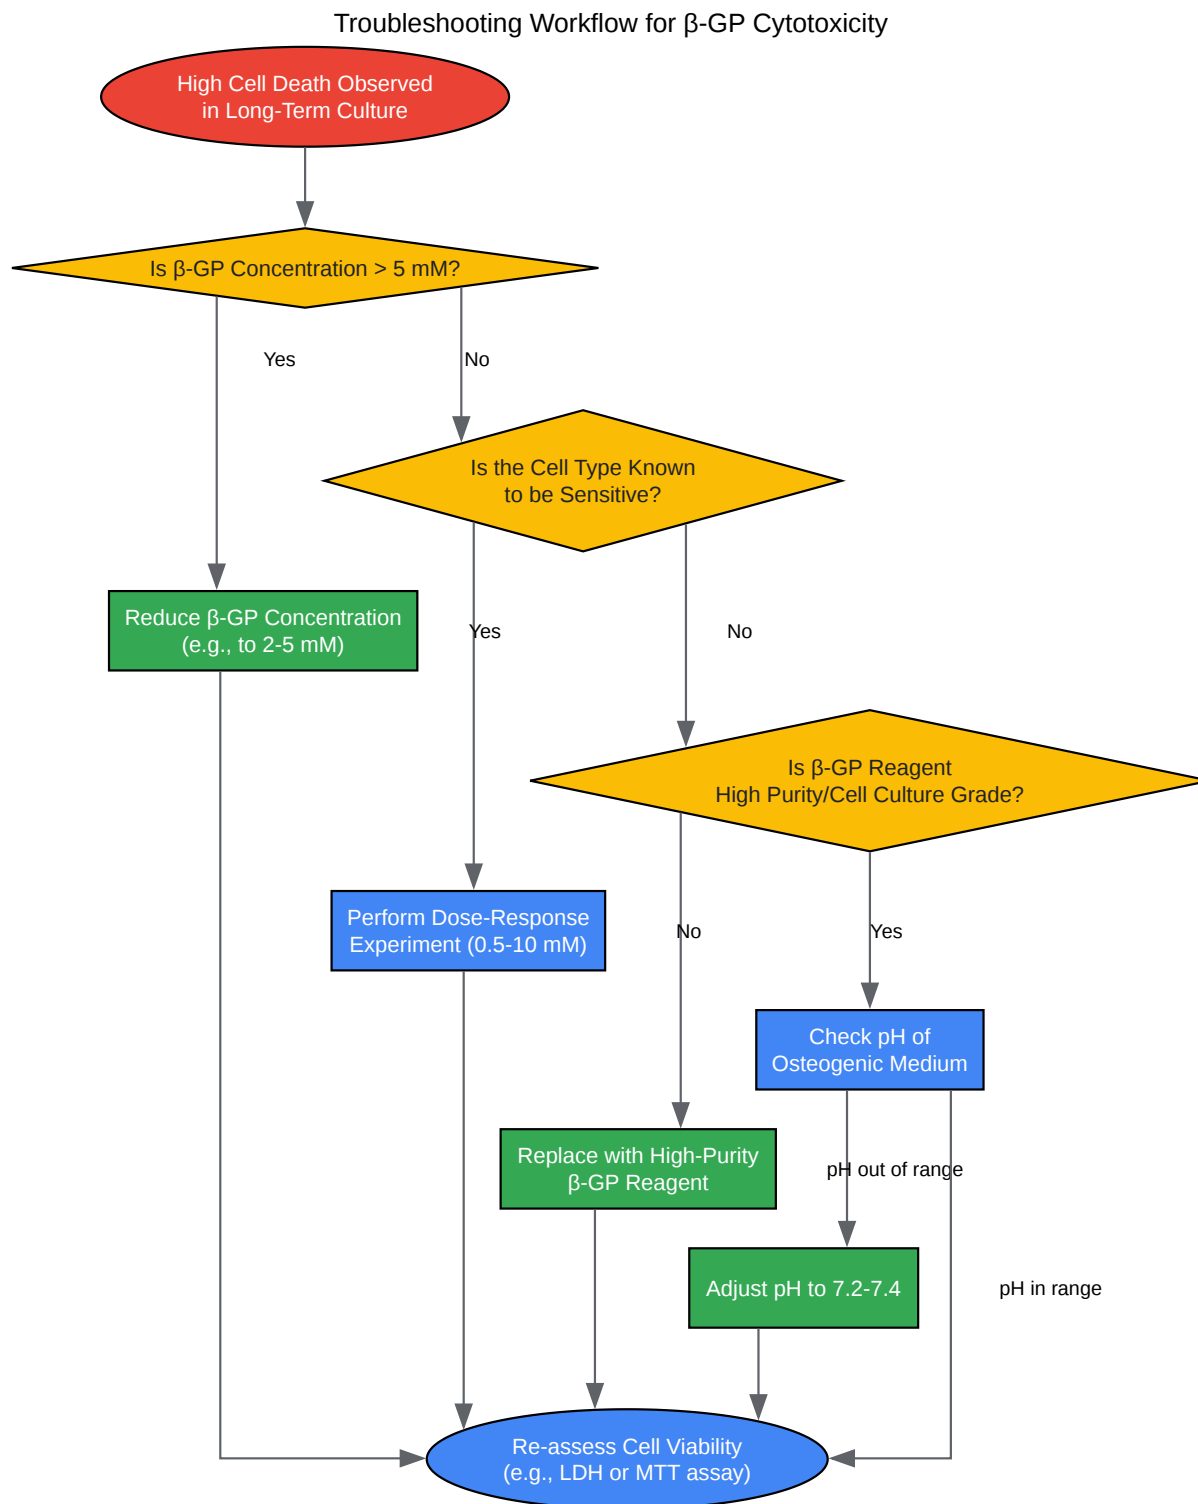 Troubleshooting Workflow for β-GP Cytotoxicity
High Cell Death Observed
in Long-Term Culture
Is β-GP Concentration > 5 mM?
Yes
No
Is the Cell Type Known
to be Sensitive?
Reduce β-GP Concentration
(e.g., to 2-5 mM)
Yes
No
Is β-GP Reagent
High Purity/Cell Culture Grade?
Perform Dose-Response
Experiment (0.5-10 mM)
No
Yes
Check pH of
Osteogenic Medium
Replace with High-Purity
β-GP Reagent
pH out of range
Adjust pH to 7.2-7.4
pH in range
Re-assess Cell Viability
(e.g., LDH or MTT assay)